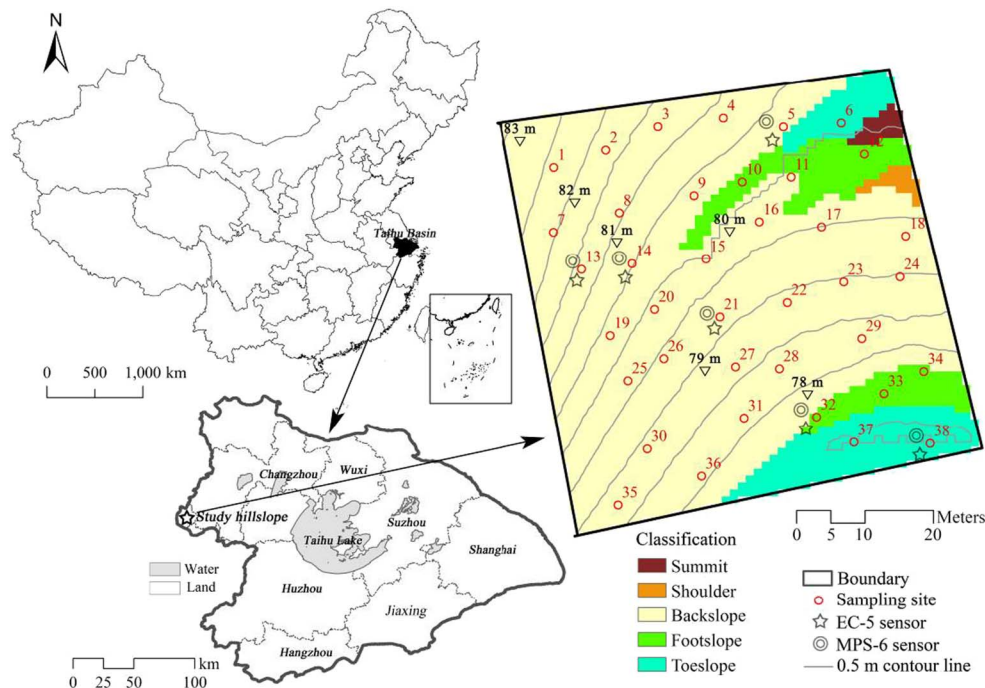 N
Taihu Basin
0 500 1,000 km
Changzhou
Wuxi
Study hillslope
Suzhou
Taihu Lake
Shanghai
Water
Land
Huzhou
Jiaxing
Hangzhou
km
0 25 50 100
83 m
1
2
3
4
5
6
12
11
10
9
82 m
8
7
81 m
80 m
16
17
18
13
14
15
24
23
22
21
20
19
29
26
79 m
27
28
25
78 m
34
33
32
31
37
38
30
36
35
Meters
0 10 20
Classification
Summit
Shoulder
Backslope
Footslope
Toeslope
Boundary
Sampling site
EC-5 sensor
MPS-6 sensor
0.5 m contour line